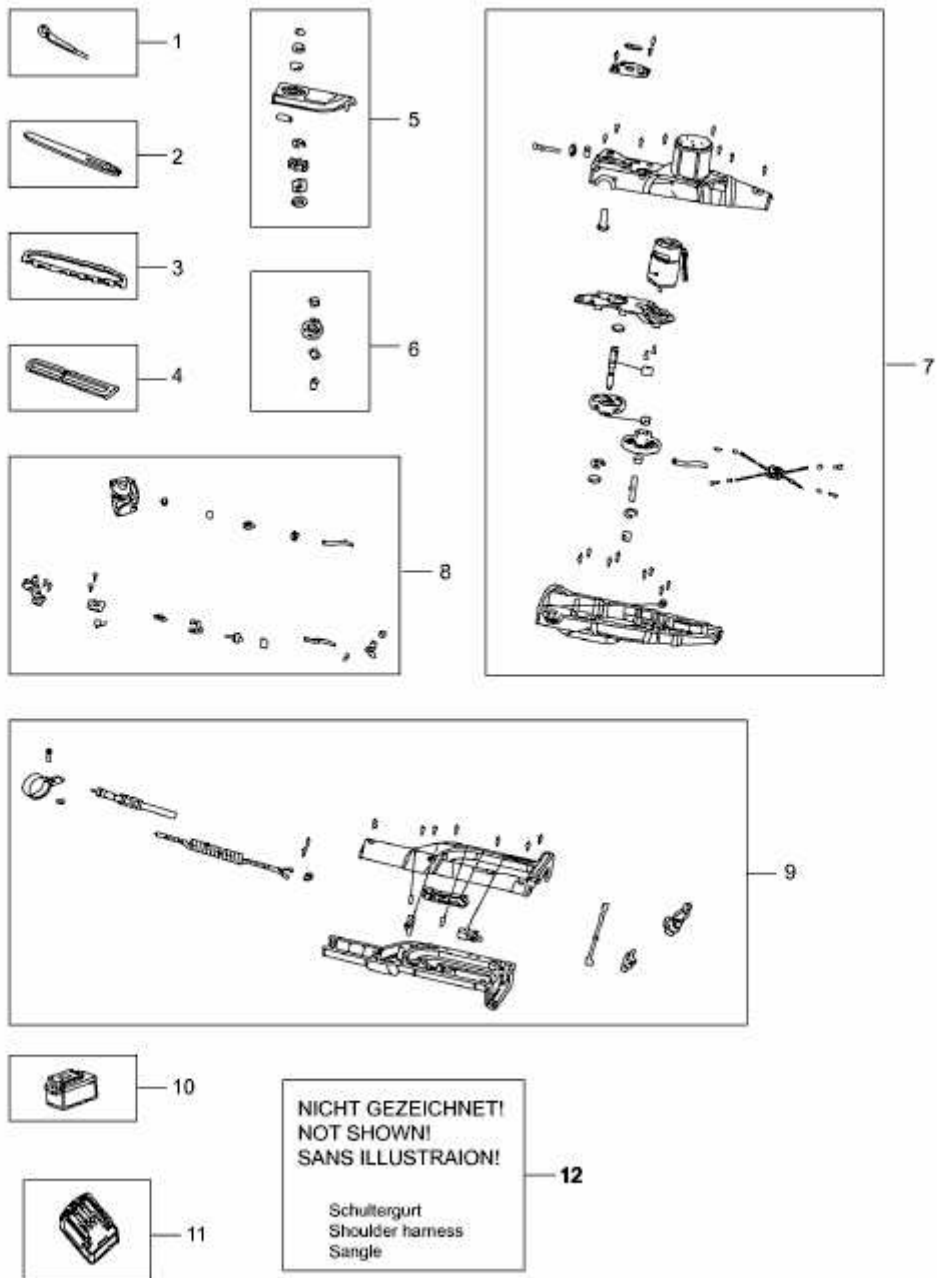 1
2
3
4
5
6
7
8
9
10
11
NICHT GEZEICHNET!
NOT SHOWN!
SANS ILLUSTRAION!
12
Schultergurt
Shoulder harness
Sangle